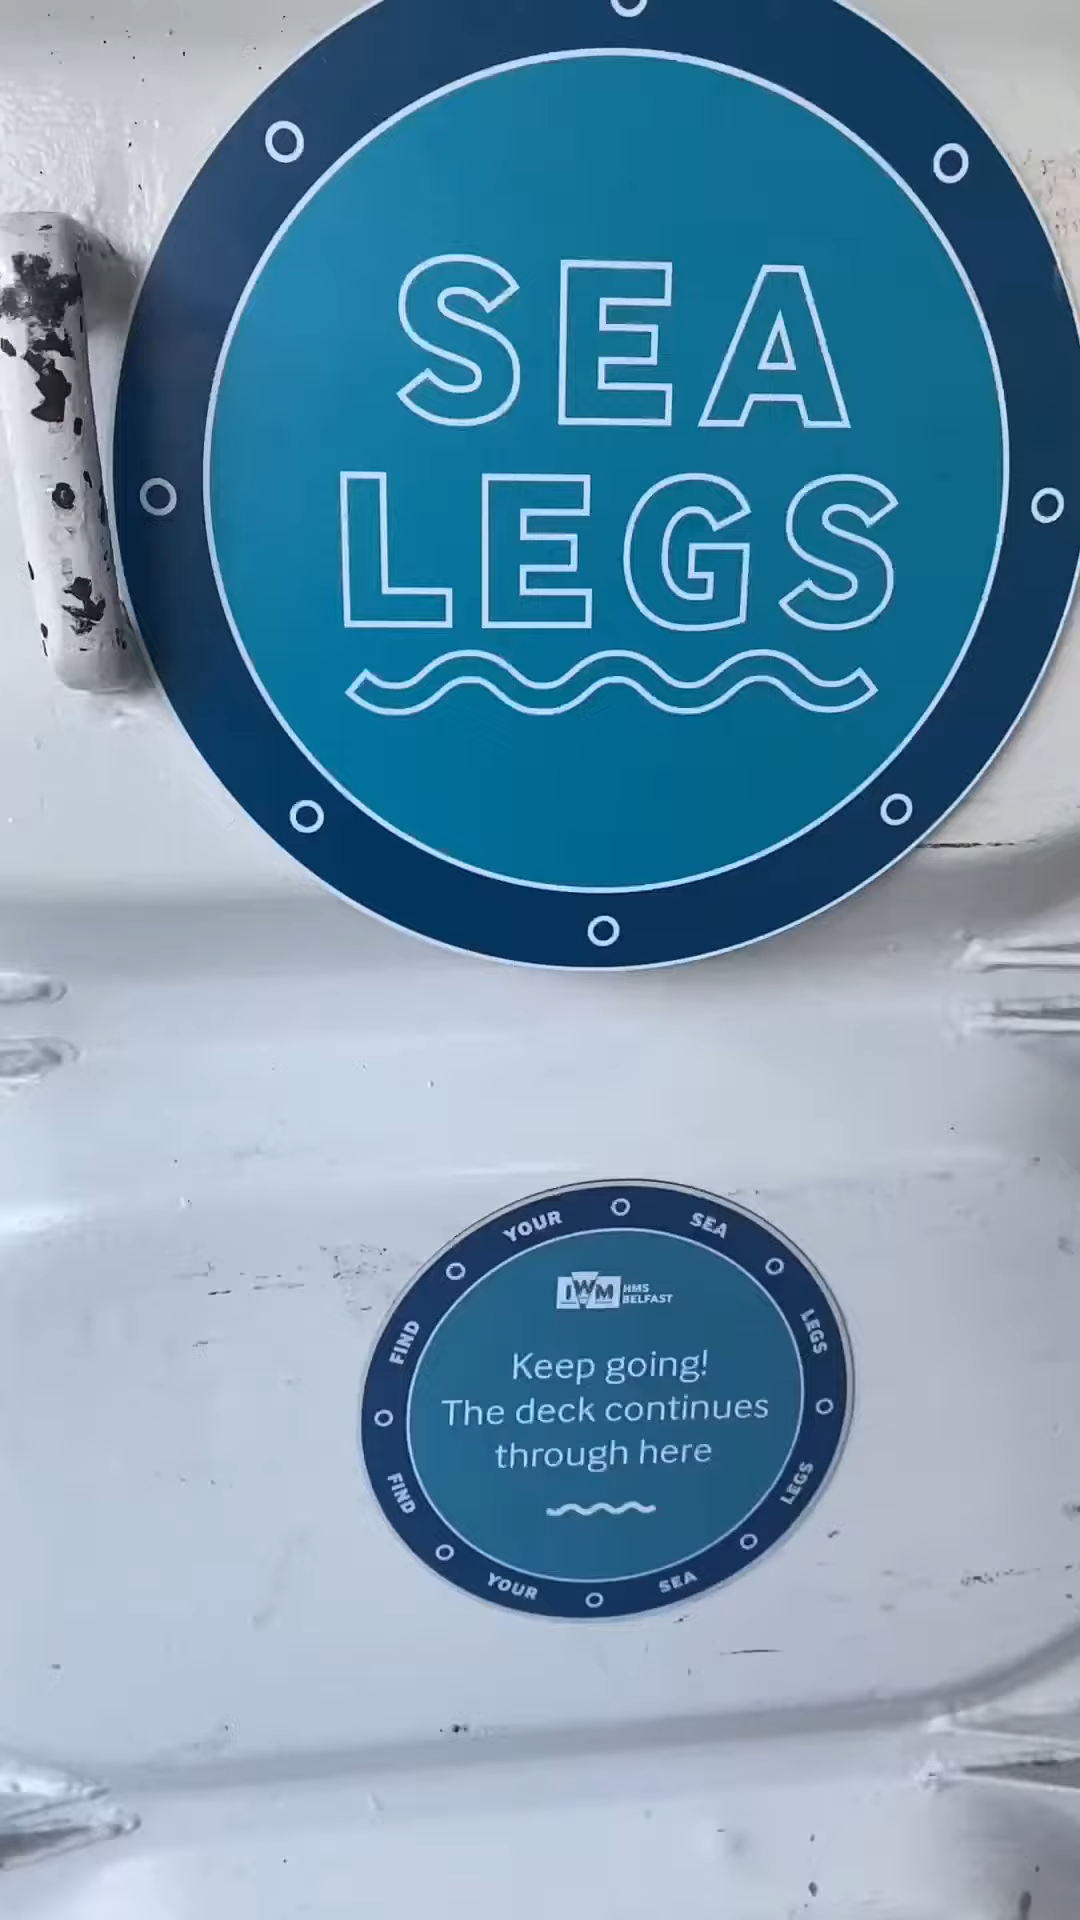 SEA
LEGS
FIND YOUR SEA LEGS
IWM HMS
BELFAST
Keep going!
The deck continues
through here
FIND YOUR SEA LEGS